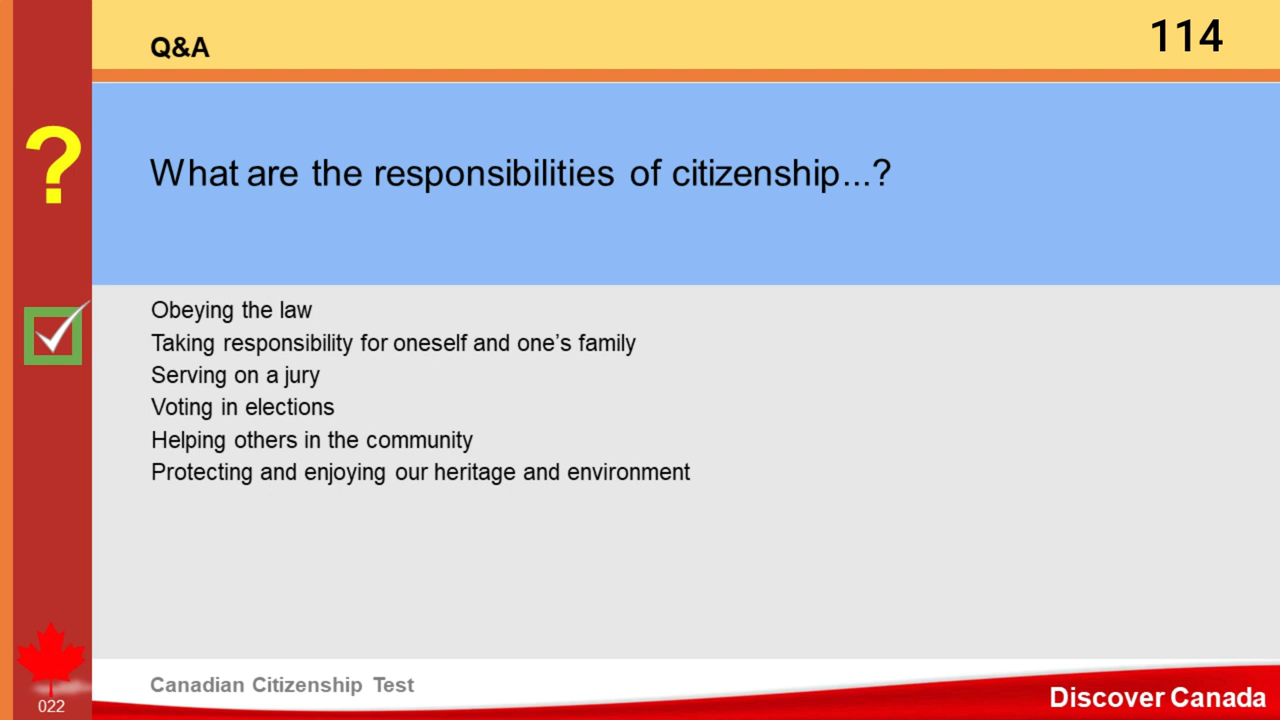 Q&A
114
?
What are the responsibilities of citizenship...?
Obeying the law
Taking responsibility for oneself and one’s family
Serving on a jury
Voting in elections
Helping others in the community
Protecting and enjoying our heritage and environment
Canadian Citizenship Test
Discover Canada
022